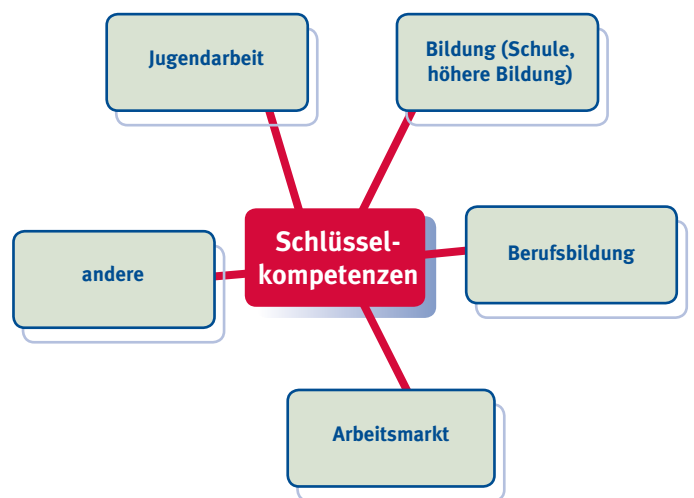 Jugendarbeit
Bildung (Schule,
höhere Bildung)
Schlüssel-
kompetenzen
Berufsbildung
andere
Arbeitsmarkt